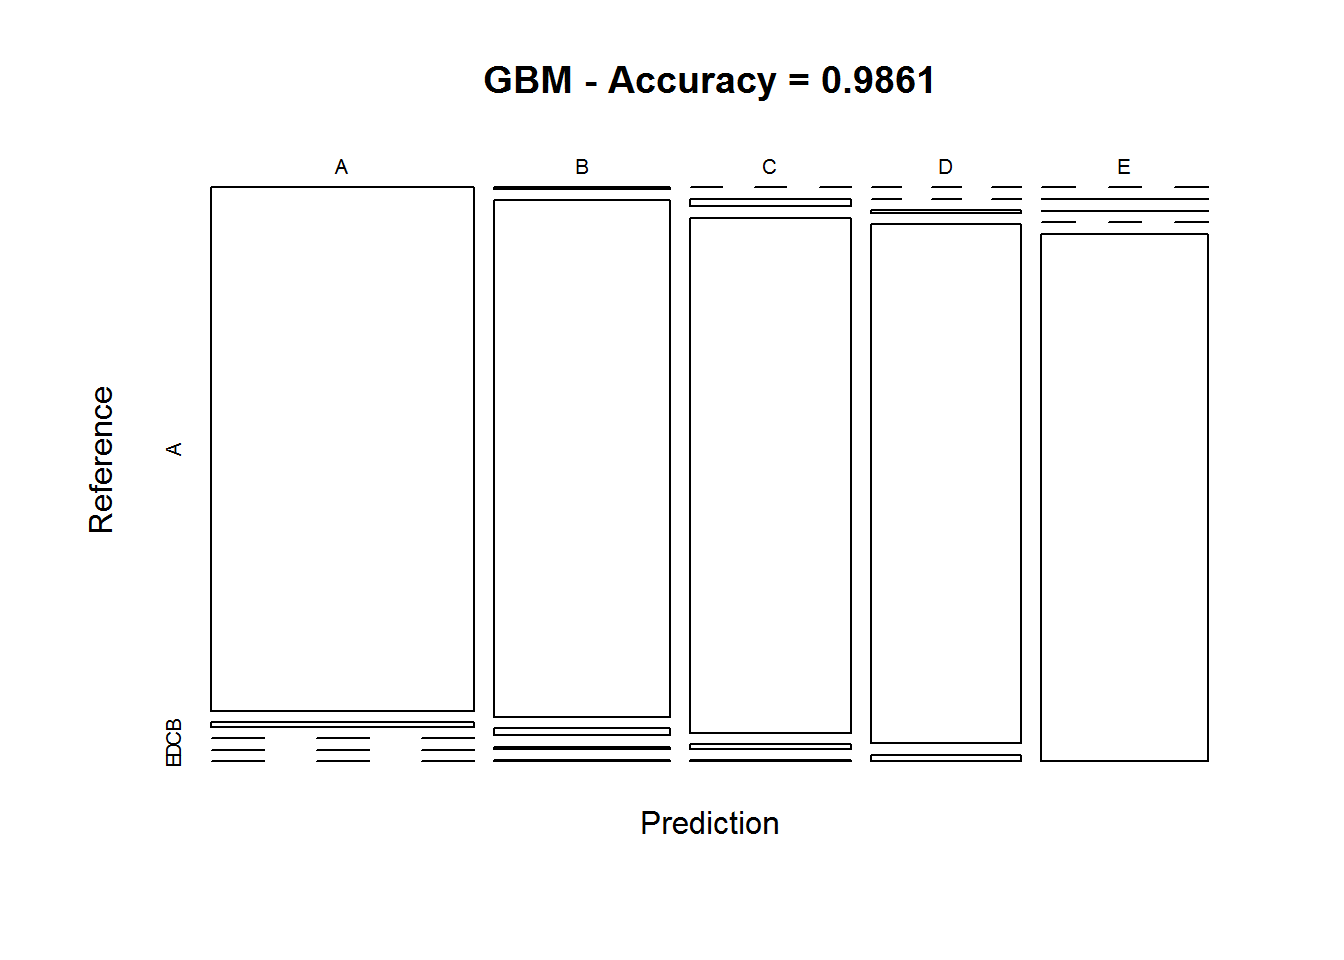 GBM - Accuracy = 0.9861
A B C D E
Reference
A
EDCB
Prediction